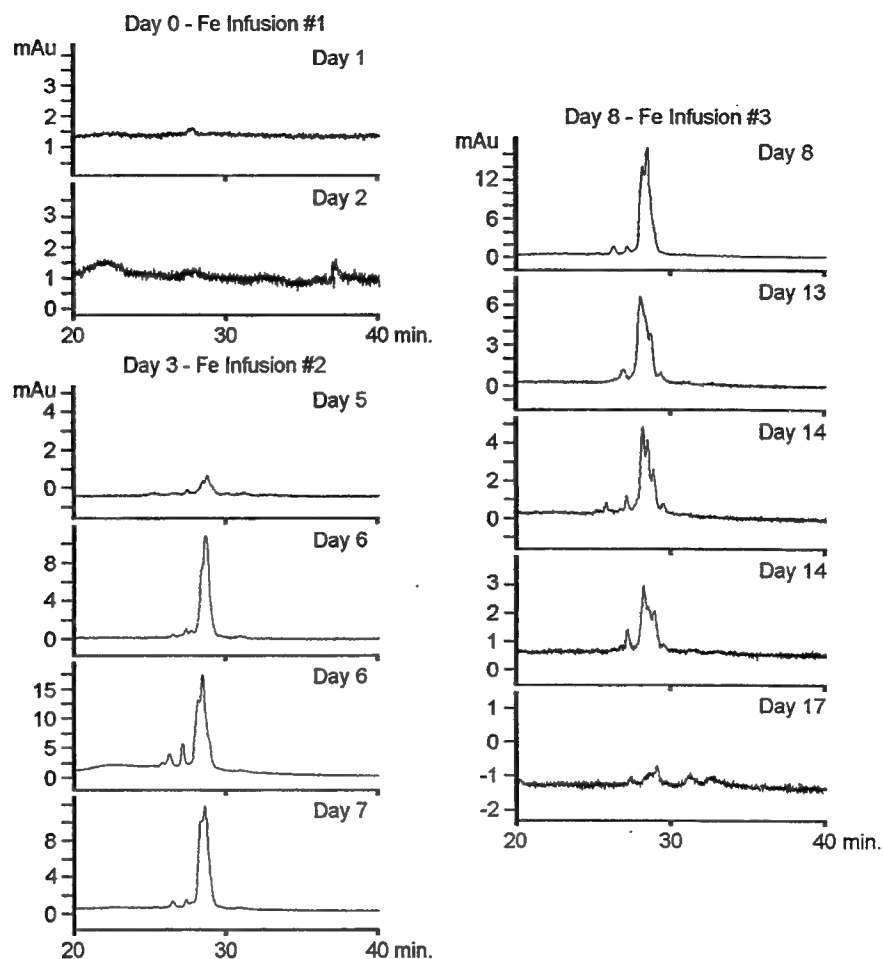 Day 0 - Fe Infusion #1
mAu
Day 1
3
2
1
Day 2
3
2
1
0
20 30 40 min.
Day 3 - Fe Infusion #2
mAu
Day 5
4
2
0
Day 6
8
4
0
Day 6
15
10
5
0
Day 7
8
4
0
20 30 40 min.
Day 8 - Fe Infusion #3
mAu
Day 8
12
6
0
Day 13
6
3
0
Day 14
4
2
0
Day 14
3
2
1
0
Day 17
1
0
-1
-2
20 30 40 min.